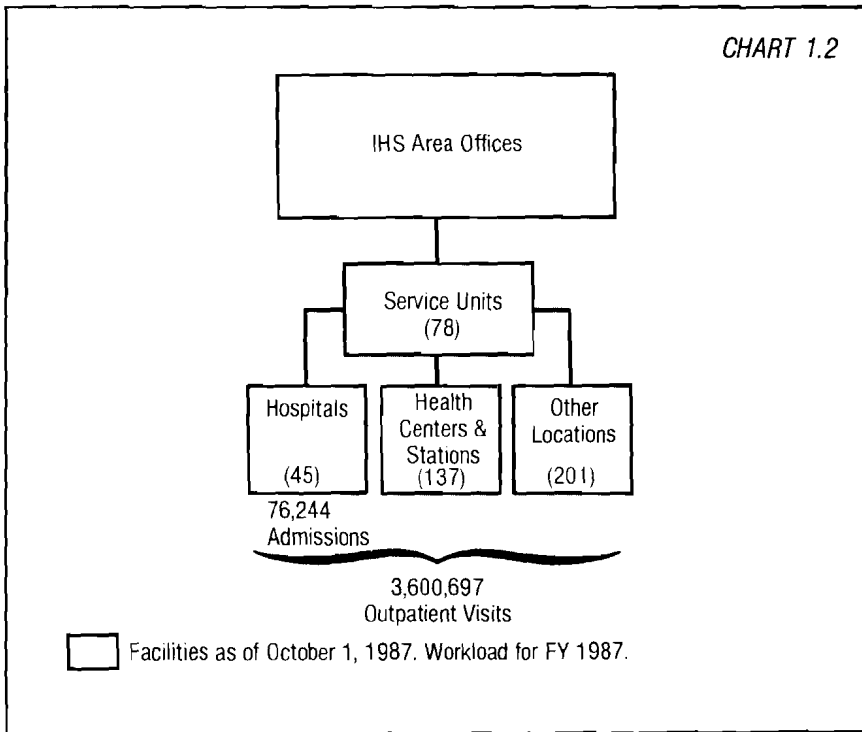 CHART 1.2
IHS Area Offices
Service Units
(78)
Hospitals
(45)
Health
Centers &
Stations
(137)
Other
Locations
(201)
76,244
Admissions
3,600,697
Outpatient Visits
Facilities as of October 1, 1987. Workload for FY 1987.